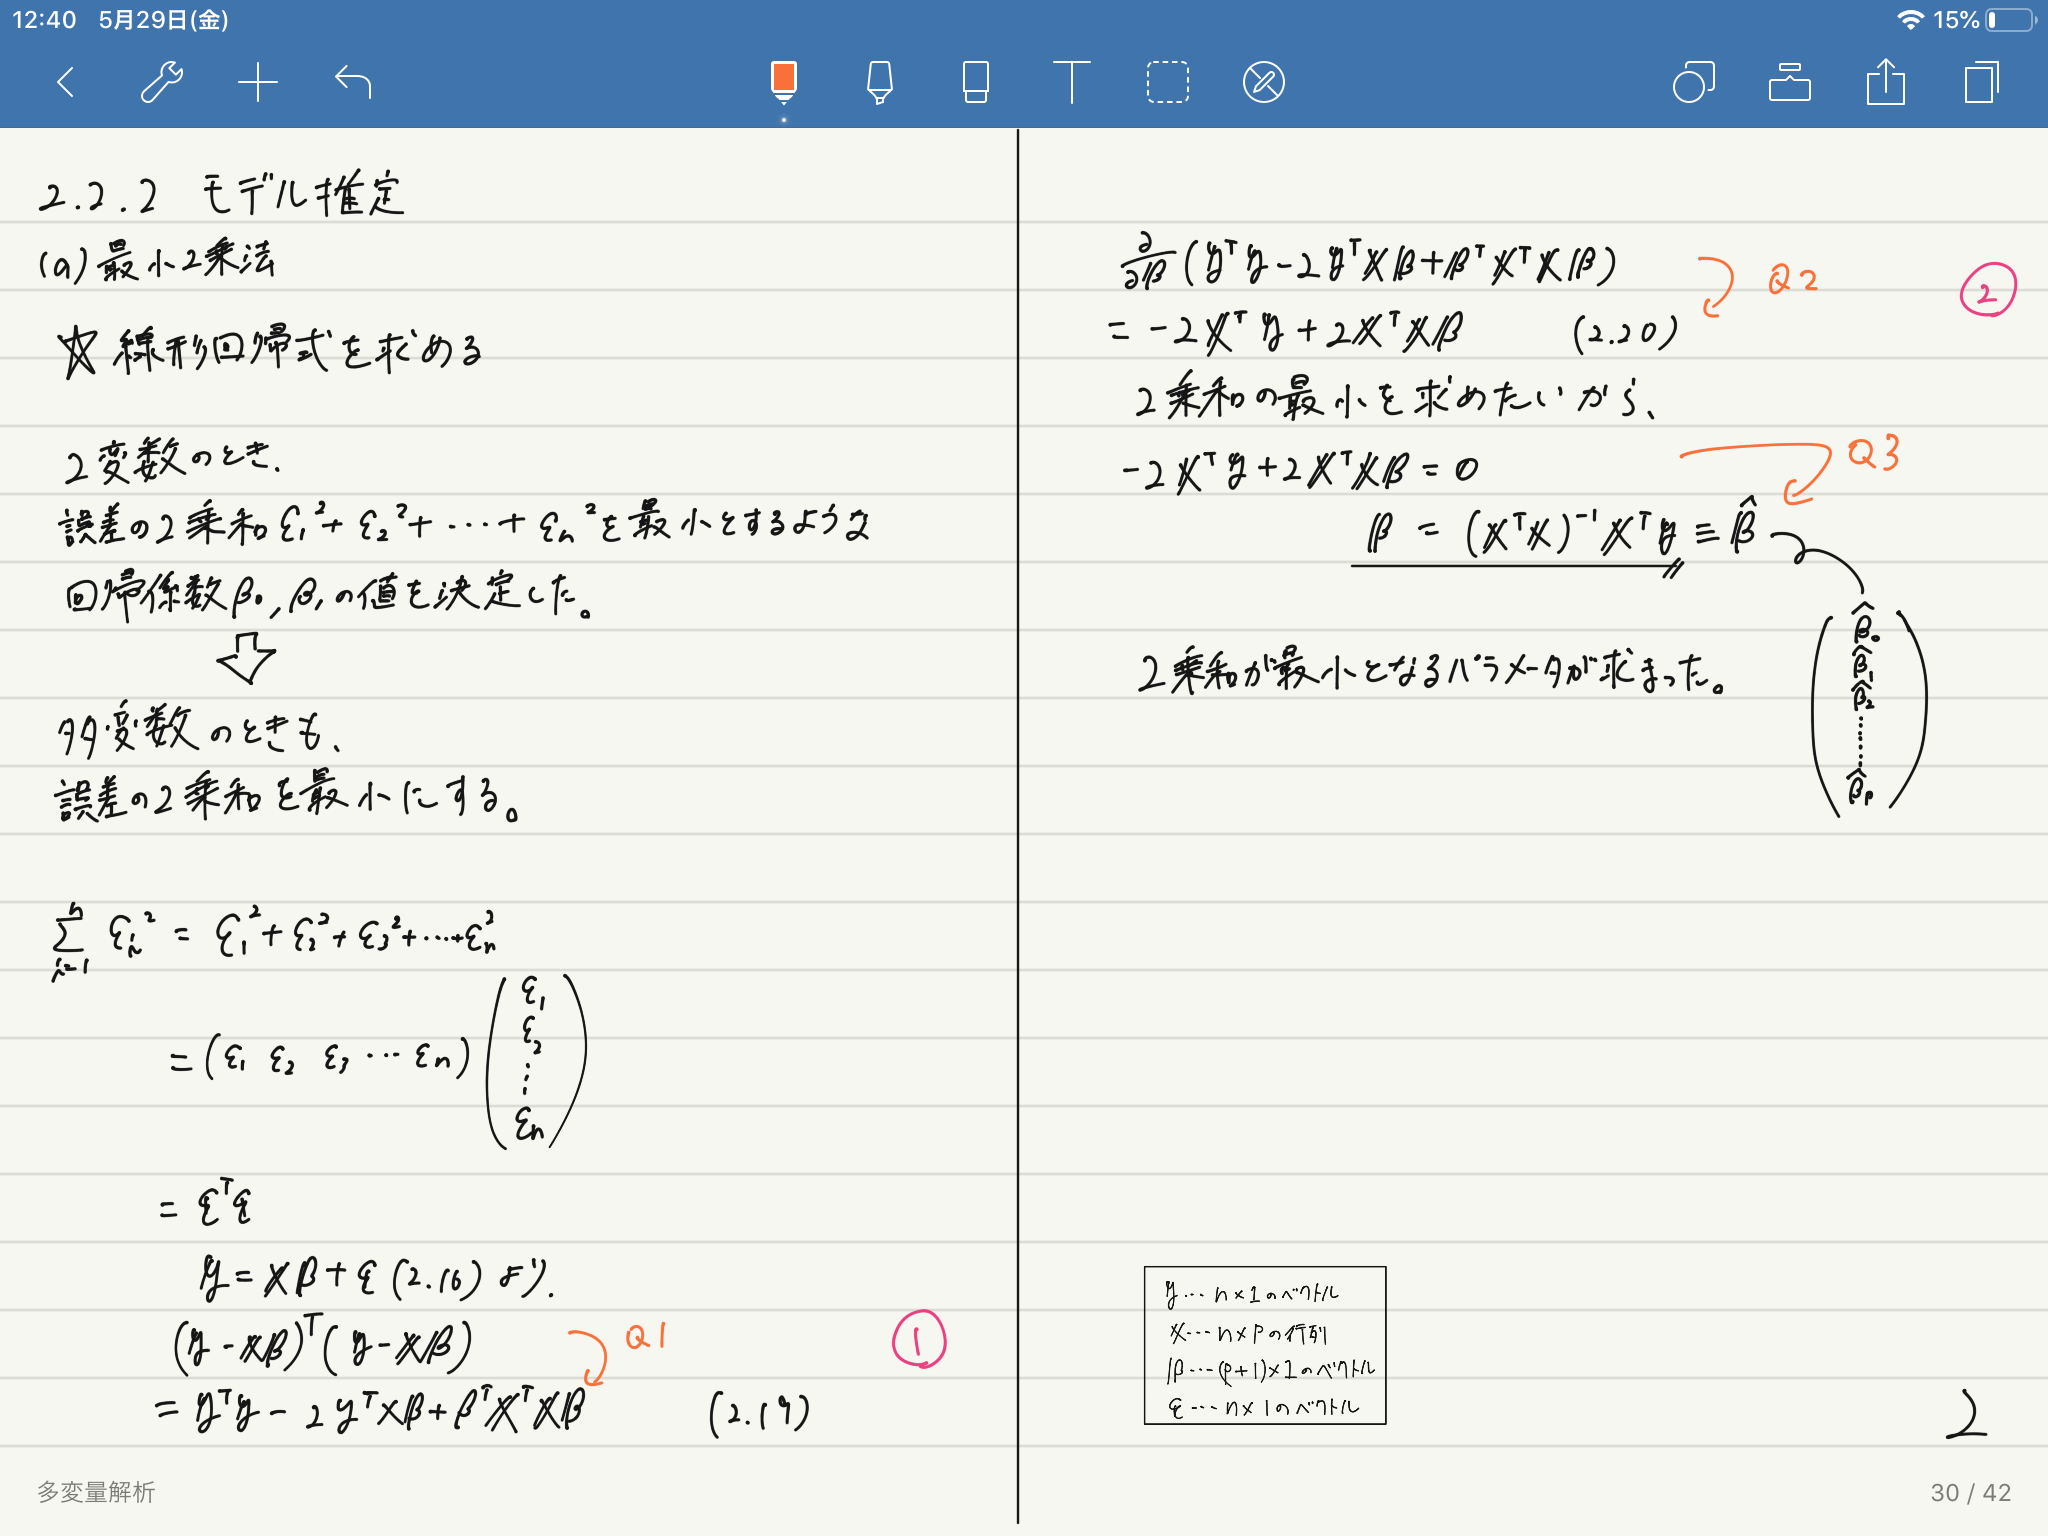 12:40 5月29日(金)
15%
2.2.2 モデル推定
(a) 最小2乗法
☆ 線形回帰式を求める
2変数のとき.
誤差の2乗和 ε₁² + ε₂² + ⋯ + εₙ² を最小とするような
回帰係数 β₀, β₁ の値を決定した。
⇩
多変数のときも、
誤差の2乗和を最小にする。
∑ᵢ₌₁ⁿ εᵢ² = ε₁² + ε₂² + ε₃² + ⋯ + εₙ²
= (ε₁ ε₂ ε₃ ⋯ εₙ) (ε₁ ε₂ ⋮ εₙ)
= εᵀε
y = Xβ + ε (2.16) より.
(y − Xβ)ᵀ(y − Xβ) Q1 ①
= yᵀy − 2yᵀXβ + βᵀXᵀXβ (2.19)
∂/∂β (yᵀy − 2yᵀXβ + βᵀXᵀXβ) Q2 ②
= −2Xᵀy + 2XᵀXβ (2.20)
2乗和の最小を求めたいから、
−2Xᵀy + 2XᵀXβ = 0 Q3
β = (XᵀX)⁻¹Xᵀy ≡ β̂
(β̂₀ β̂₁ β̂₂ ⋮ β̂ₚ)
2乗和が最小となるパラメータが求まった。
y ⋯ n×1のベクトル
X ⋯ n×pの行列
β ⋯ (p+1)×1のベクトル
ε ⋯ n×1のベクトル
2
多変量解析
30 / 42